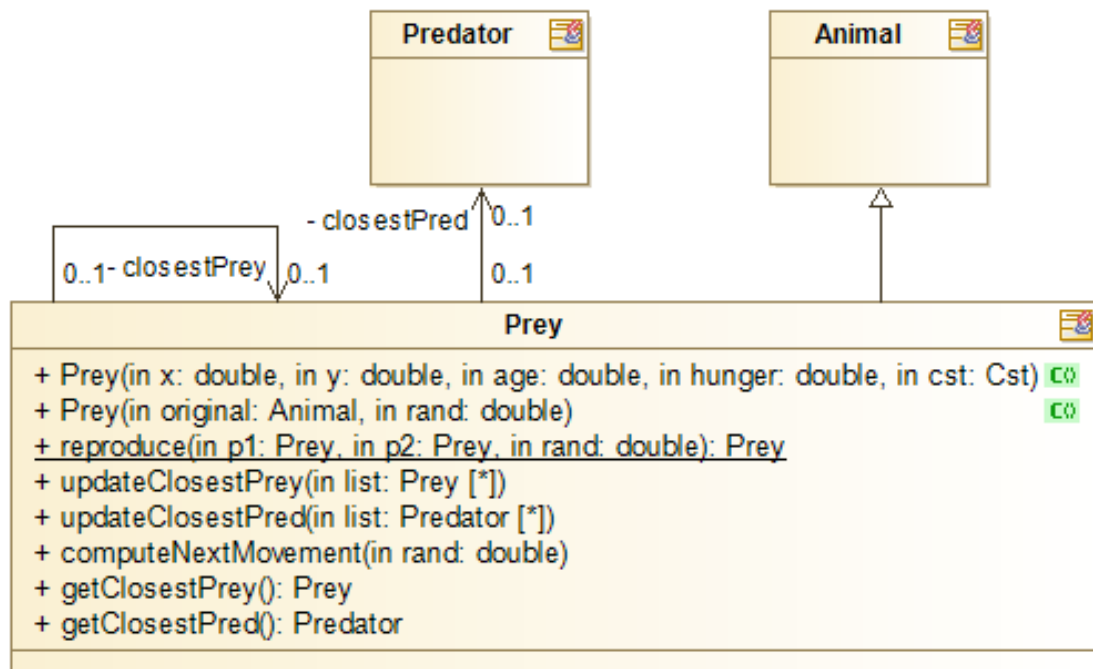 Predator
Animal
- closestPred
0..1
0..1
- closestPrey
0..1
0..1
Prey
+ Prey(in x: double, in y: double, in age: double, in hunger: double, in cst: Cst) C()
+ Prey(in original: Animal, in rand: double) C()
+ reproduce(in p1: Prey, in p2: Prey, in rand: double): Prey
+ updateClosestPrey(in list: Prey [*])
+ updateClosestPred(in list: Predator [*])
+ computeNextMovement(in rand: double)
+ getClosestPrey(): Prey
+ getClosestPred(): Predator